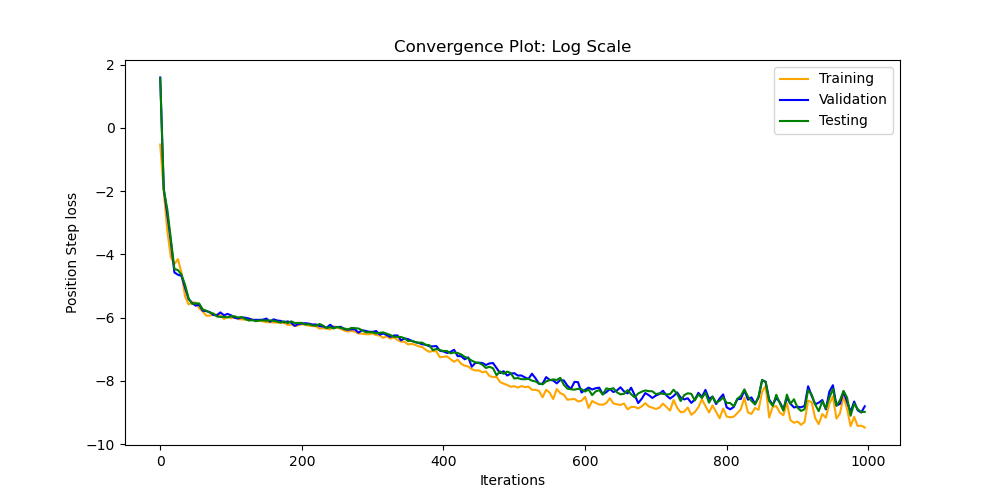 Convergence Plot: Log Scale
Training
Validation
Testing
Position Step loss
2
0
−2
−4
−6
−8
−10
0
200
400
600
800
1000
Iterations